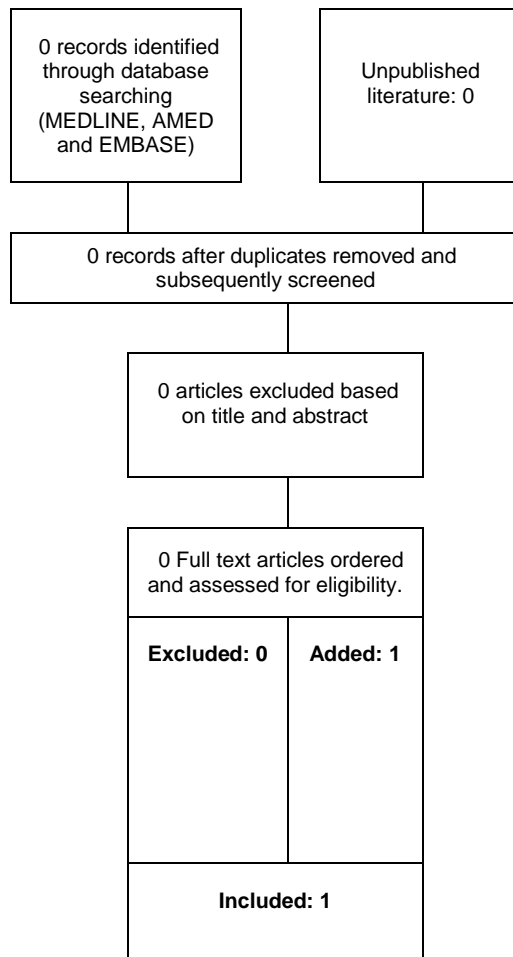 0 records identified
through database
searching
(MEDLINE, AMED
and EMBASE)
Unpublished
literature: 0
0 records after duplicates removed and
subsequently screened
0 articles excluded based
on title and abstract
0 Full text articles ordered
and assessed for eligibility.
Excluded: 0
Added: 1
Included: 1